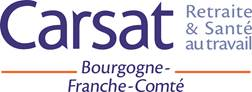 Carsat
Retraite
& Santé
au travail
Bourgogne-
Franche-Comté